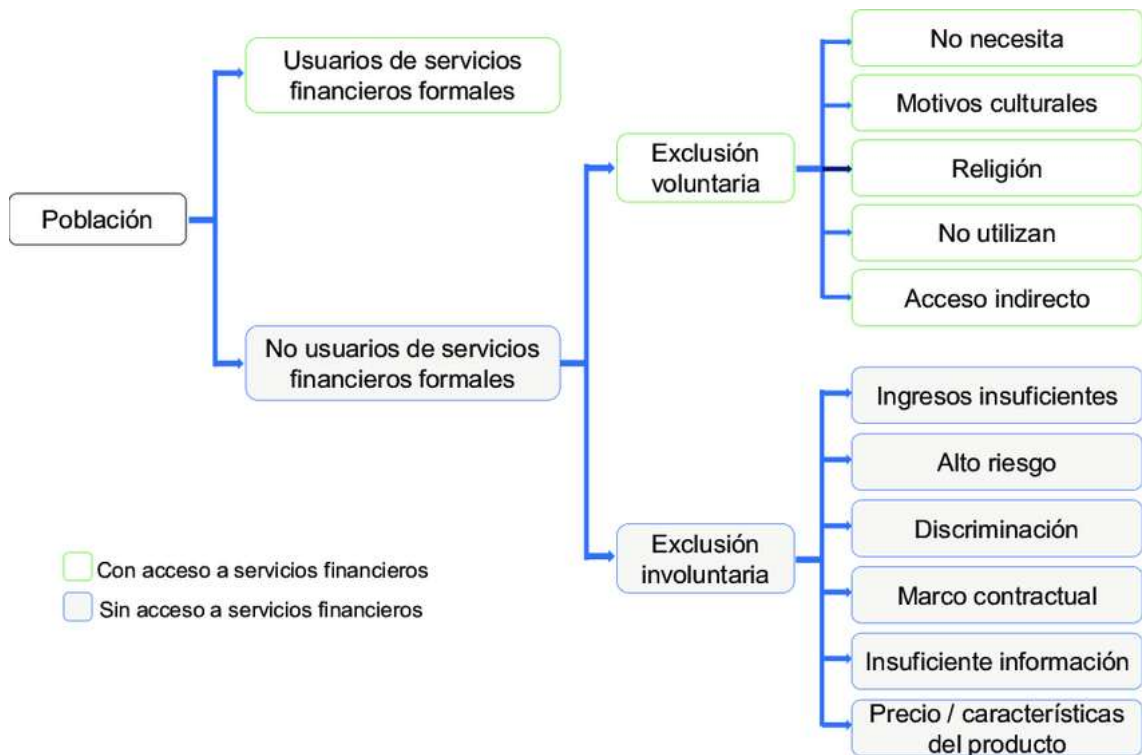 Población
Usuarios de servicios
financieros formales
No usuarios de servicios
financieros formales
Exclusión
voluntaria
No necesita
Motivos culturales
Religión
No utilizan
Acceso indirecto
Exclusión
involuntaria
Ingresos insuficientes
Alto riesgo
Discriminación
Marco contractual
Insuficiente información
Precio / características
del producto
Con acceso a servicios financieros
Sin acceso a servicios financieros